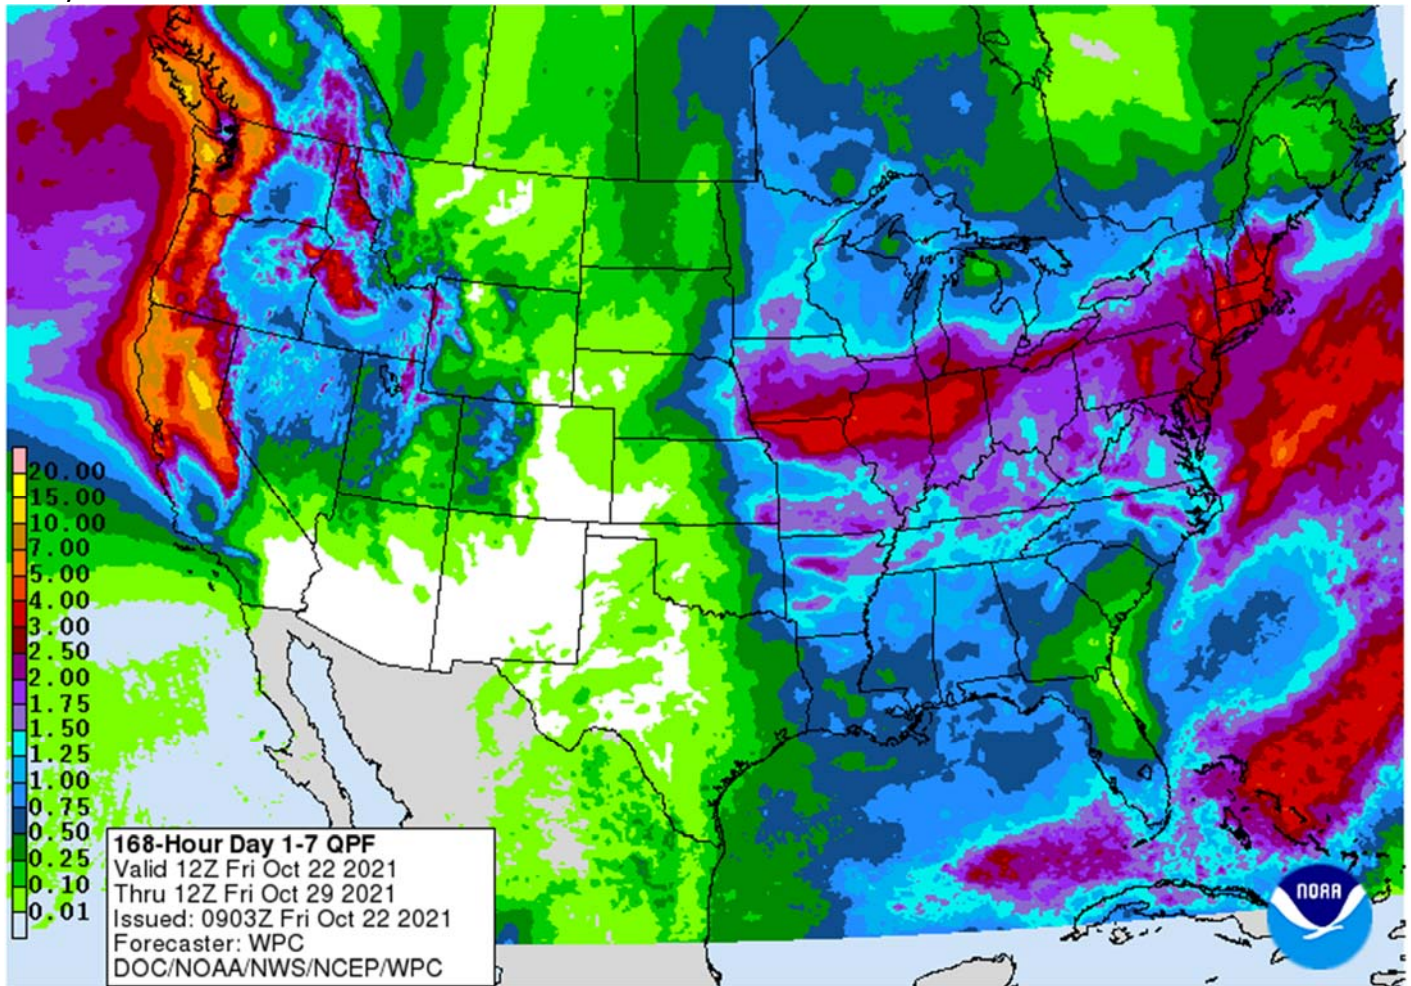 20.00
15.00
10.00
7.00
5.00
4.00
3.00
2.50
2.00
1.75
1.50
1.25
1.00
0.75
0.50
0.25
0.10
0.01
168-Hour Day 1-7 QPF
Valid 12Z Fri Oct 22 2021
Thru 12Z Fri Oct 29 2021
Issued: 0903Z Fri Oct 22 2021
Forecaster: WPC
DOC/NOAA/NWS/NCEP/WPC
NOAA